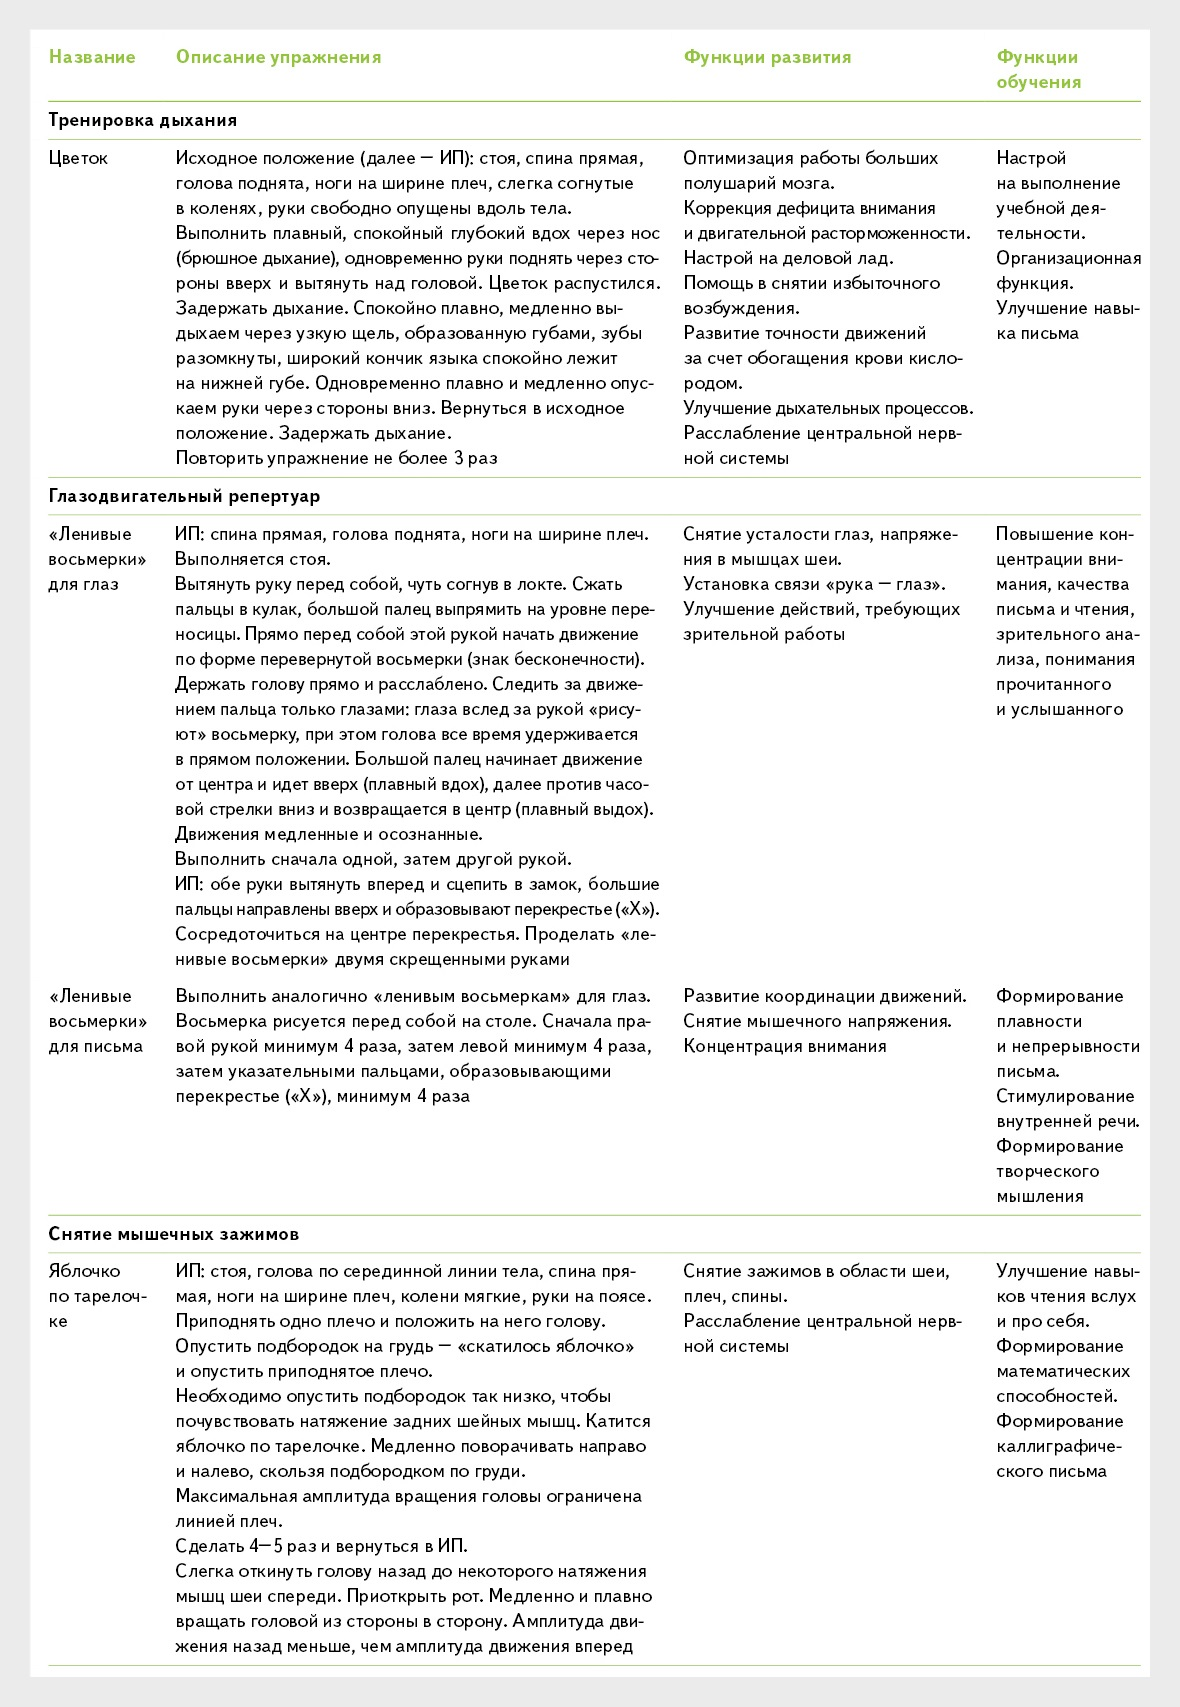 Название
Описание упражнения
Функции развития
Функции
обучения
Тренировка дыхания
Цветок
Исходное положение (далее — ИП): стоя, спина прямая,
голова поднята, ноги на ширине плеч, слегка согнутые
в коленях, руки свободно опущены вдоль тела.
Выполнить плавный, спокойный глубокий вдох через нос
(брюшное дыхание), одновременно руки поднять через сто-
роны вверх и вытянуть над головой. Цветок распустился.
Задержать дыхание. Спокойно плавно, медленно вы-
дыхаем через узкую щель, образованную губами, зубы
разомкнуты, широкий кончик языка спокойно лежит
на нижней губе. Одновременно плавно и медленно опус-
каем руки через стороны вниз. Вернуться в исходное
положение. Задержать дыхание.
Повторить упражнение не более 3 раз
Оптимизация работы больших
полушарий мозга.
Коррекция дефицита внимания
и двигательной расторможенности.
Настрой на деловой лад.
Помощь в снятии избыточного
возбуждения.
Развитие точности движений
за счет обогащения крови кисло-
родом.
Улучшение дыхательных процессов.
Расслабление центральной нерв-
ной системы
Настрой
на выполнение
учебной дея-
тельности.
Организационная
функция.
Улучшение навы-
ка письма
Глазодвигательный репертуар
«Ленивые
восьмерки»
для глаз
ИП: спина прямая, голова поднята, ноги на ширине плеч.
Выполняется стоя.
Вытянуть руку перед собой, чуть согнув в локте. Сжать
пальцы в кулак, большой палец выпрямить на уровне пере-
носицы. Прямо перед собой этой рукой начать движение
по форме перевернутой восьмерки (знак бесконечности).
Держать голову прямо и расслаблено. Следить за движе-
нием пальца только глазами: глаза вслед за рукой «рису-
ют» восьмерку, при этом голова все время удерживается
в прямом положении. Большой палец начинает движение
от центра и идет вверх (плавный вдох), далее против часо-
вой стрелки вниз и возвращается в центр (плавный выдох).
Движения медленные и осознанные.
Выполнить сначала одной, затем другой рукой.
ИП: обе руки вытянуть вперед и сцепить в замок, большие
пальцы направлены вверх и образовывают перекрестье («Х»).
Сосредоточиться на центре перекрестья. Проделать «ле-
нивые восьмерки» двумя скрещенными руками
Снятие усталости глаз, напряже-
ния в мышцах шеи.
Установка связи «рука — глаз».
Улучшение действий, требующих
зрительной работы
Повышение кон-
центрации вни-
мания, качества
письма и чтения,
зрительного ана-
лиза, понимания
прочитанного
и услышанного
«Ленивые
восьмерки»
для письма
Выполнить аналогично «ленивым восьмеркам» для глаз.
Восьмерка рисуется перед собой на столе. Сначала пра-
вой рукой минимум 4 раза, затем левой минимум 4 раза,
затем указательными пальцами, образовывающими
перекрестье («Х»), минимум 4 раза
Развитие координации движений.
Снятие мышечного напряжения.
Концентрация внимания
Формирование
плавности
и непрерывности
письма.
Стимулирование
внутренней речи.
Формирование
творческого
мышления
Снятие мышечных зажимов
Яблочко
по тарелоч-
ке
ИП: стоя, голова по серединной линии тела, спина пря-
мая, ноги на ширине плеч, колени мягкие, руки на поясе.
Приподнять одно плечо и положить на него голову.
Опустить подбородок на грудь — «скатилось яблочко»
и опустить приподнятое плечо.
Необходимо опустить подбородок так низко, чтобы
почувствовать натяжение задних шейных мышц. Катится
яблочко по тарелочке. Медленно поворачивать направо
и налево, скользя подбородком по груди.
Максимальная амплитуда вращения головы ограничена
линией плеч.
Сделать 4—5 раз и вернуться в ИП.
Слегка откинуть голову назад до некоторого натяжения
мышц шеи спереди. Приоткрыть рот. Медленно и плавно
вращать головой из стороны в сторону. Амплитуда дви-
жения назад меньше, чем амплитуда движения вперед
Снятие зажимов в области шеи,
плеч, спины.
Расслабление центральной нерв-
ной системы
Улучшение навы-
ков чтения вслух
и про себя.
Формирование
математических
способностей.
Формирование
каллиграфиче-
ского письма